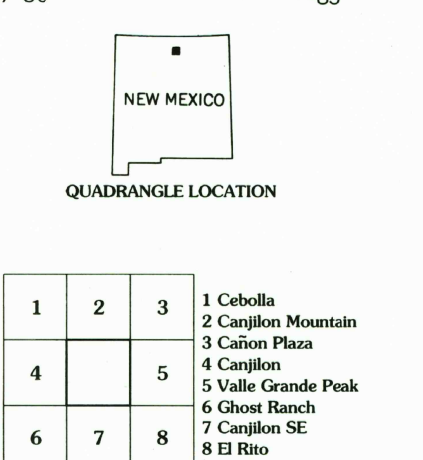 NEW MEXICO
QUADRANGLE LOCATION
1 2 3
4 5
6 7 8
1 Cebolla
2 Canjilon Mountain
3 Cañon Plaza
4 Canjilon
5 Valle Grande Peak
6 Ghost Ranch
7 Canjilon SE
8 El Rito